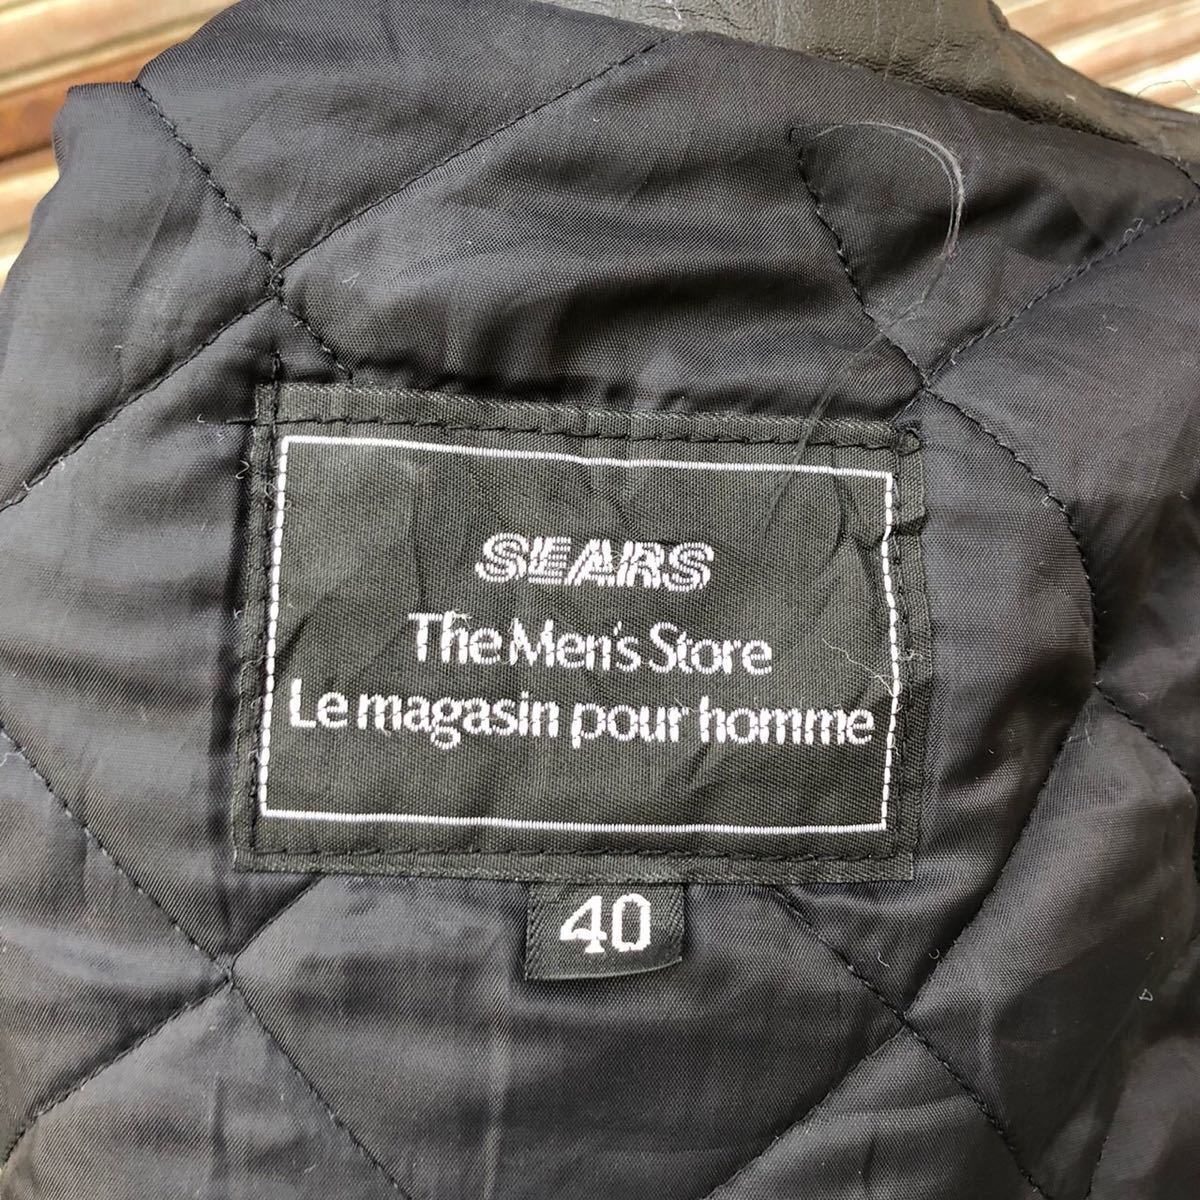 SEARS
The Men's Store
Le magasin pour homme
40